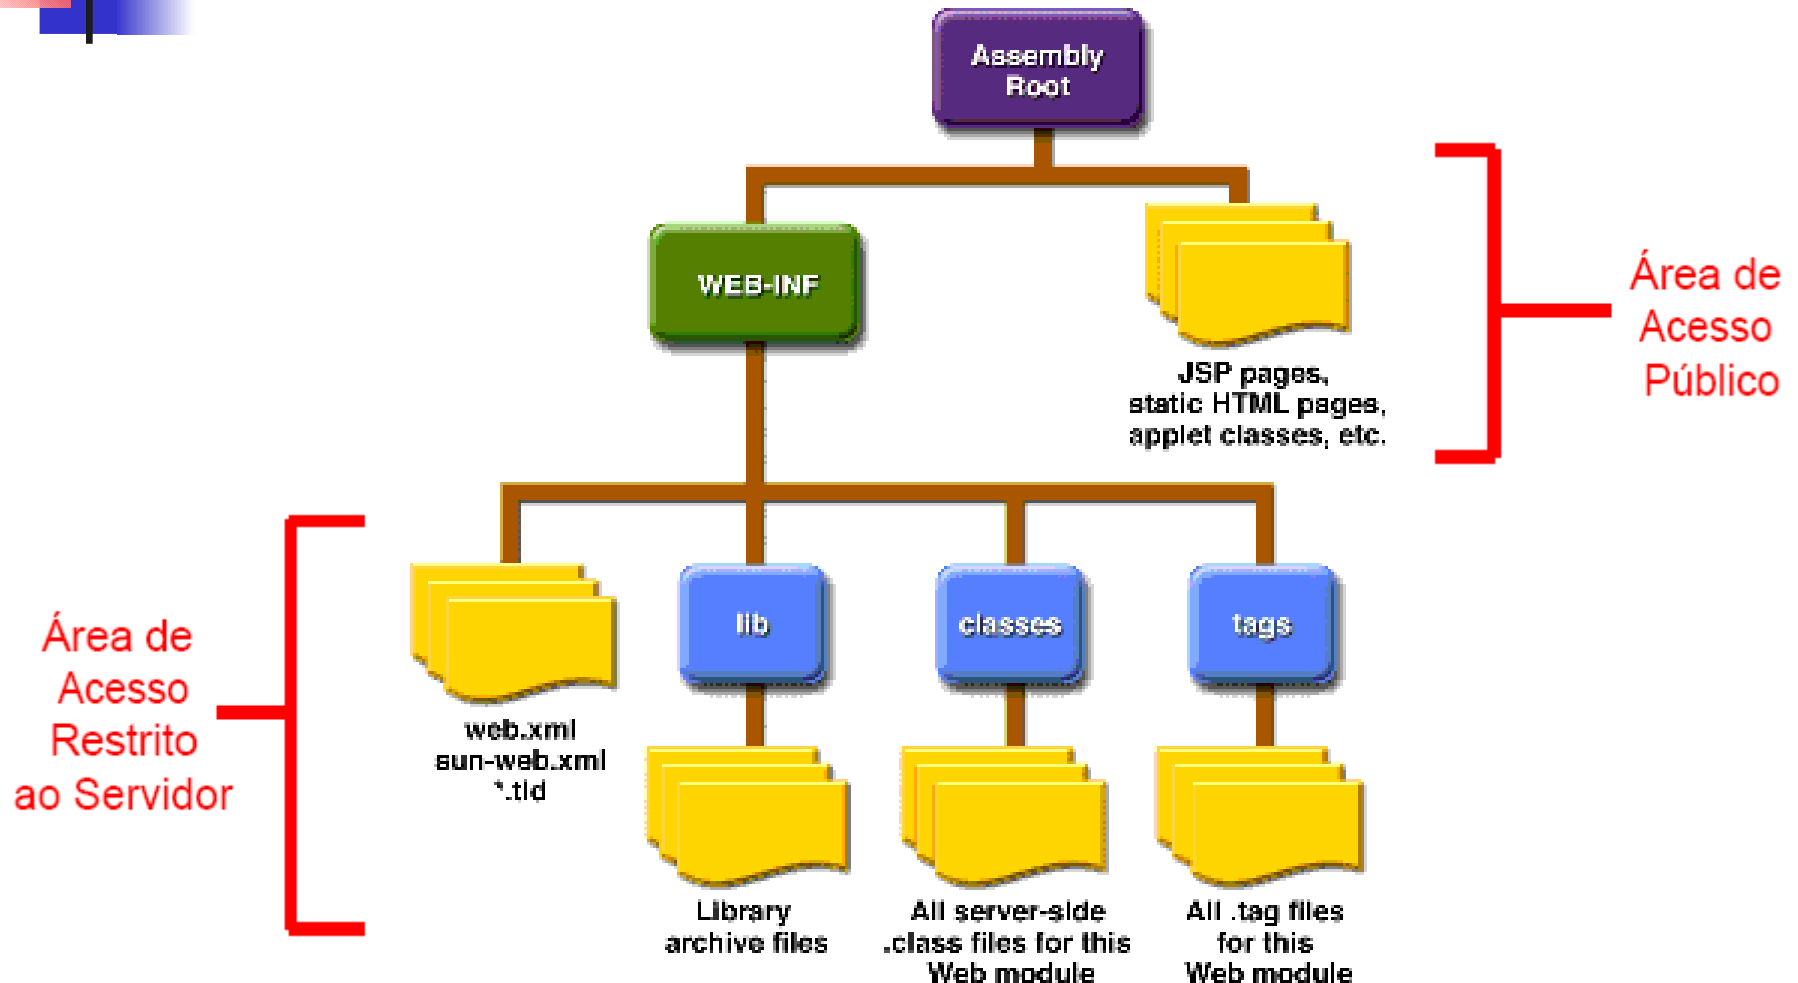 Assembly
Root
WEB-INF
JSP pages,
static HTML pages,
applet classes, etc.
Área de
Acesso
Público
Área de
Acesso
Restrito
ao Servidor
web.xml
sun-web.xml
*.tld
lib
classes
tags
Library
archive files
All server-side
.class files for this
Web module
All .tag files
for this
Web module